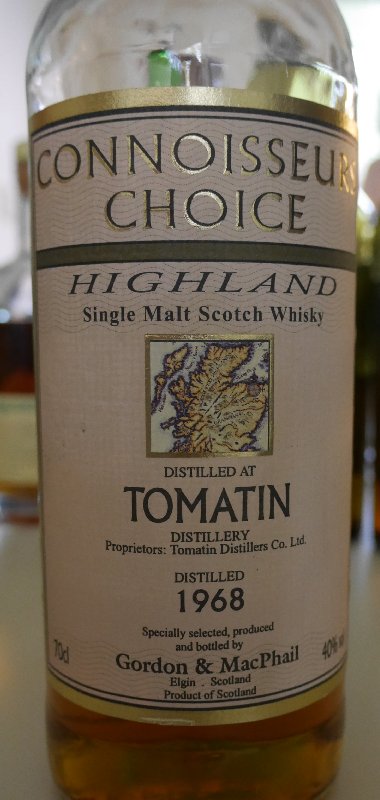 CONNOISSEURS
CHOICE
HIGHLAND
Single Malt Scotch Whisky
DISTILLED AT
TOMATIN
DISTILLERY
Proprietors: Tomatin Distillers Co. Ltd.
DISTILLED
1968
Specially selected, produced
and bottled by
70cl Gordon & MacPhail 40%
Elgin . Scotland
Product of Scotland